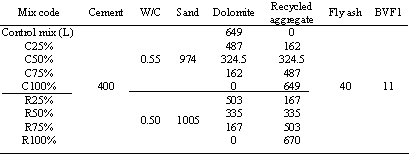 Mix code Cement W/C Sand Dolomite Recycled aggregate Fly ash BVF1
Control mix (L) 649 0
C25% 487 162
C50% 0.55 974 324.5 324.5
C75% 162 487
C100% 400 0 649 40 11
R25% 503 167
R50% 0.50 1005 335 335
R75% 167 503
R100% 0 670